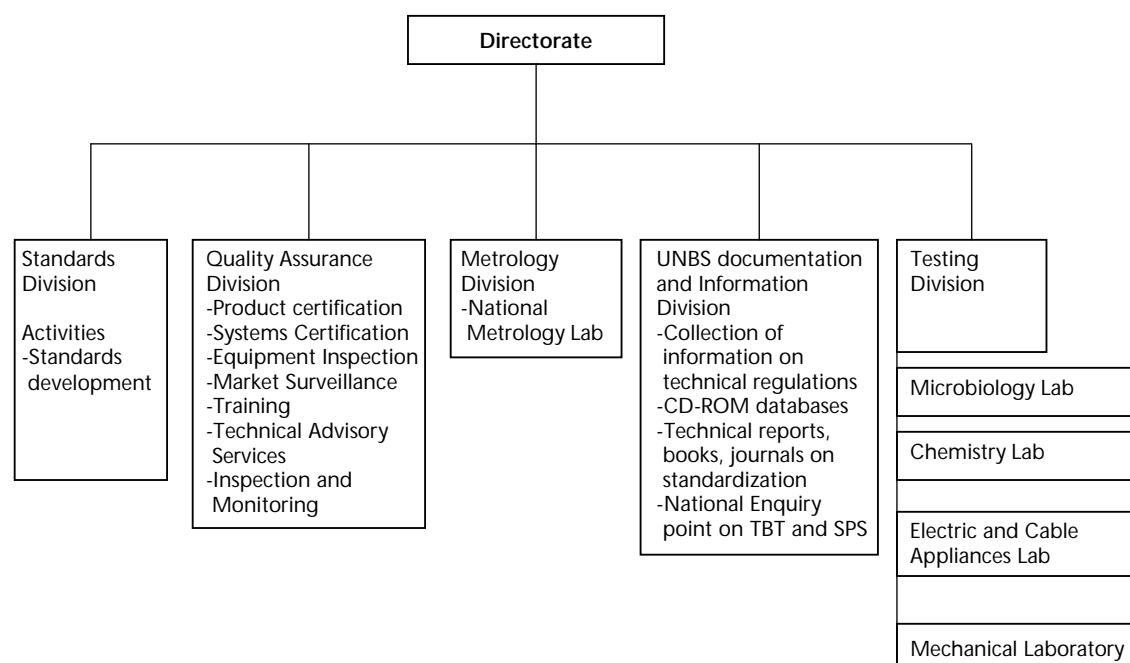 Directorate
Standards
Division
Activities
-Standards
development
Quality Assurance
Division
-Product certification
-Systems Certification
-Equipment Inspection
-Market Surveillance
-Training
-Technical Advisory
Services
-Inspection and
Monitoring
Metrology
Division
-National
Metrology Lab
UNBS documentation
and Information
Division
-Collection of
information on
technical regulations
-CD-ROM databases
-Technical reports,
books, journals on
standardization
-National Enquiry
point on TBT and SPS
Testing
Division
Microbiology Lab
Chemistry Lab
Electric and Cable
Appliances Lab
Mechanical Laboratory